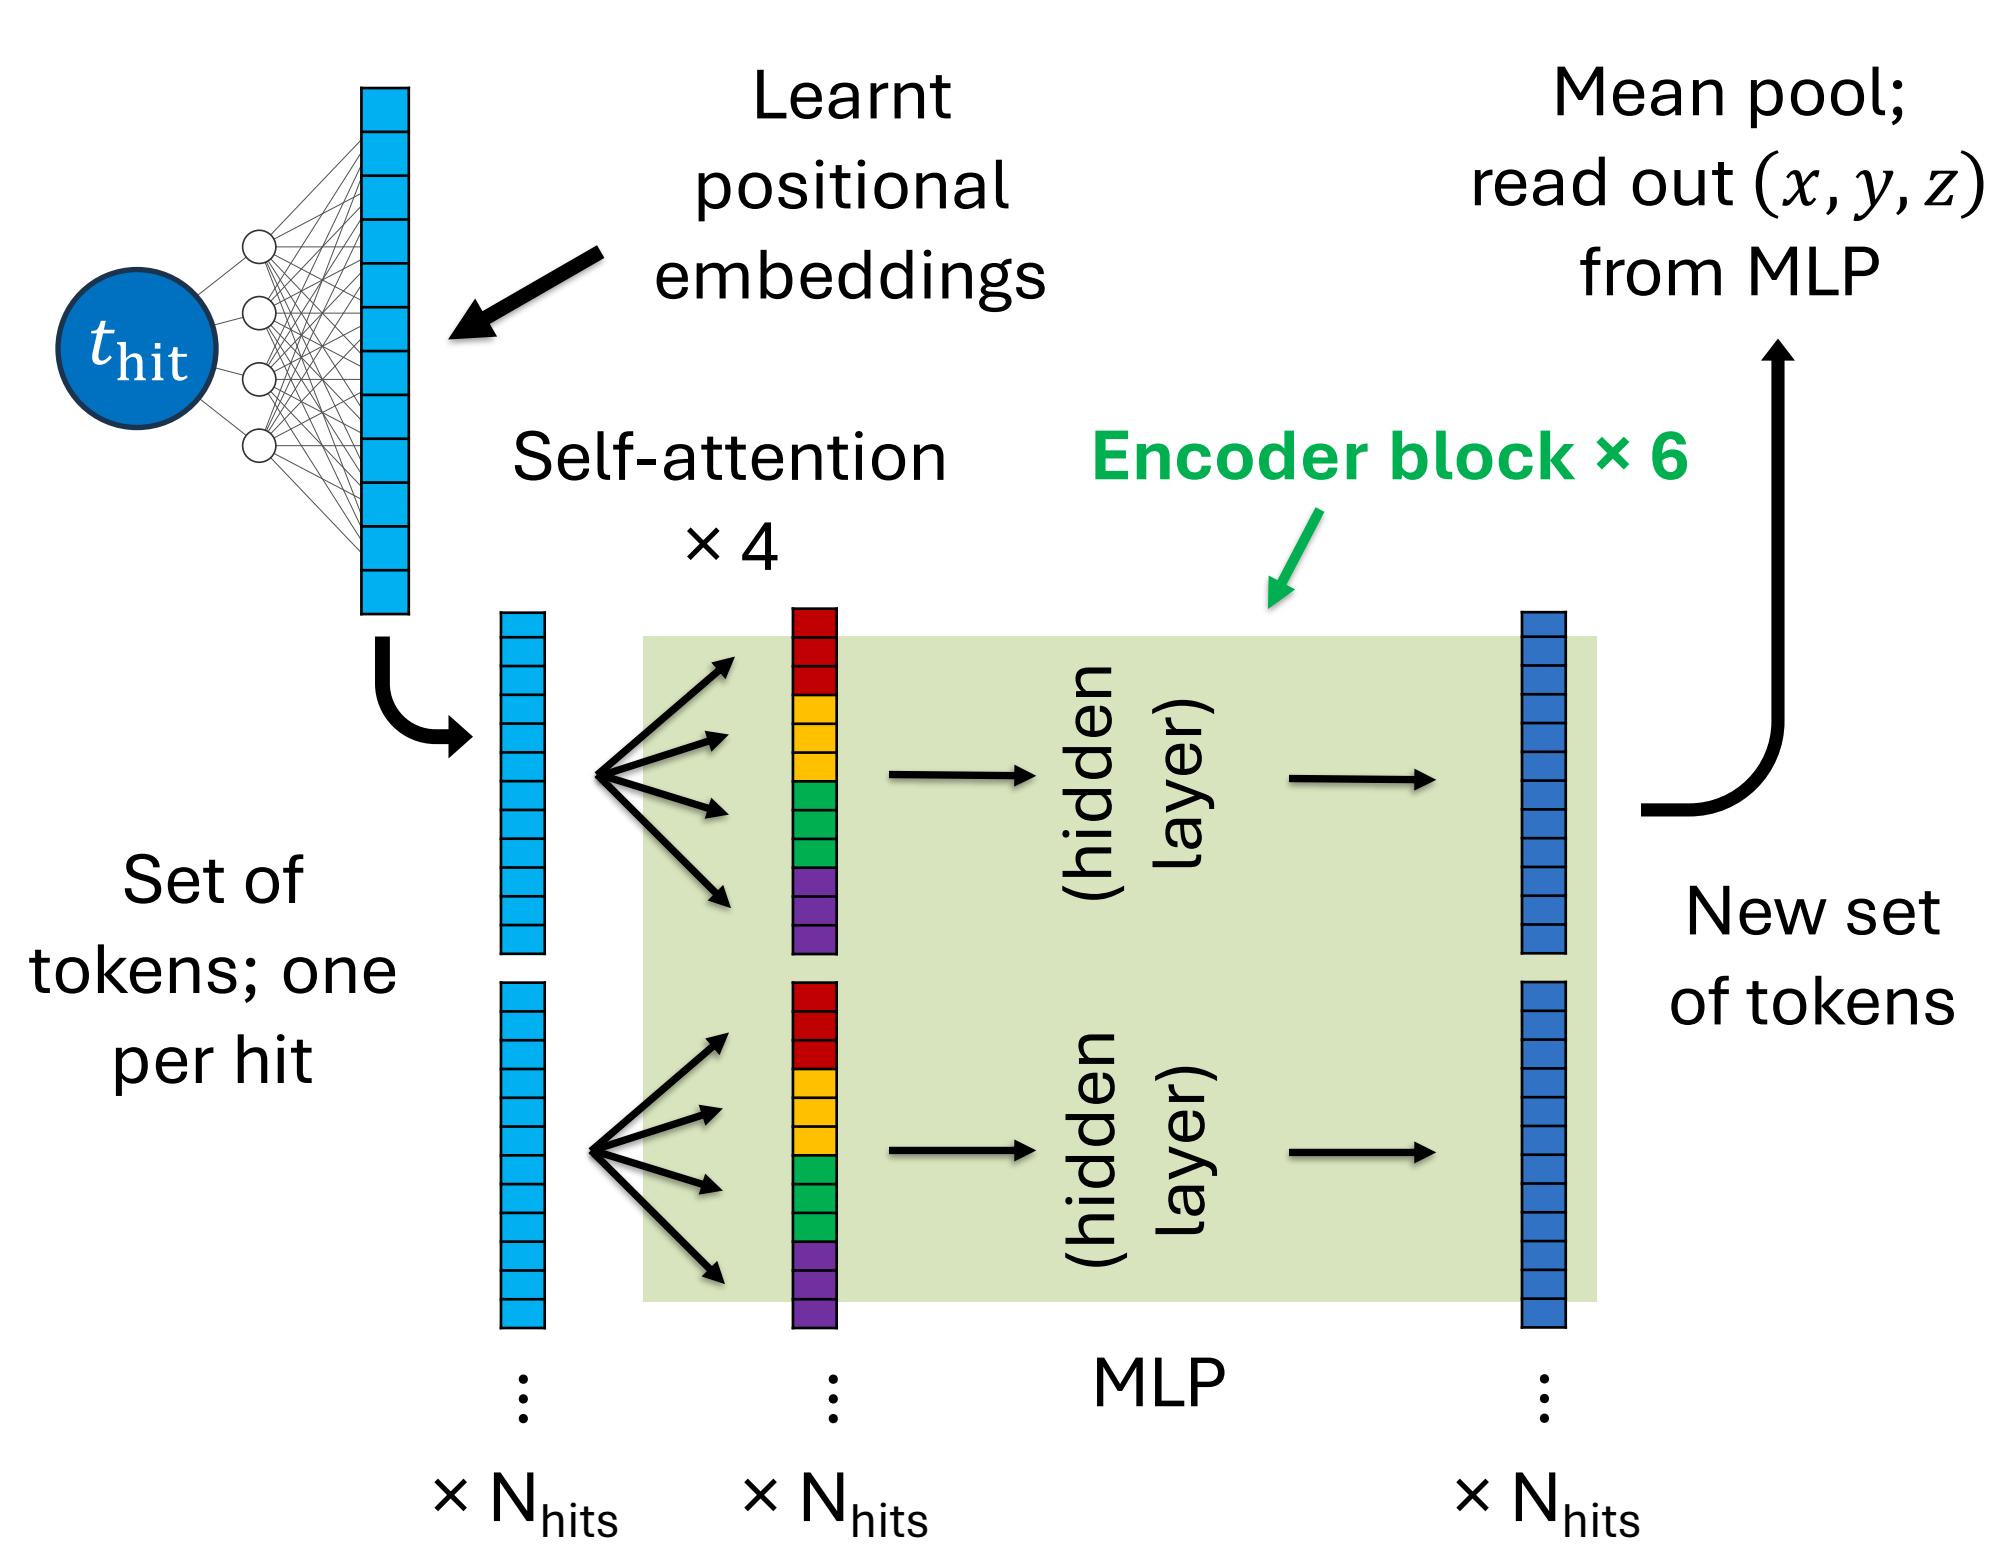 Learnt
positional
embeddings
Mean pool;
read out (x, y, z)
from MLP
t_hit
Self-attention
× 4
Encoder block × 6
Set of
tokens; one
per hit
(hidden
layer)
(hidden
layer)
New set
of tokens
MLP
⋮
⋮
⋮
× N_hits
× N_hits
× N_hits